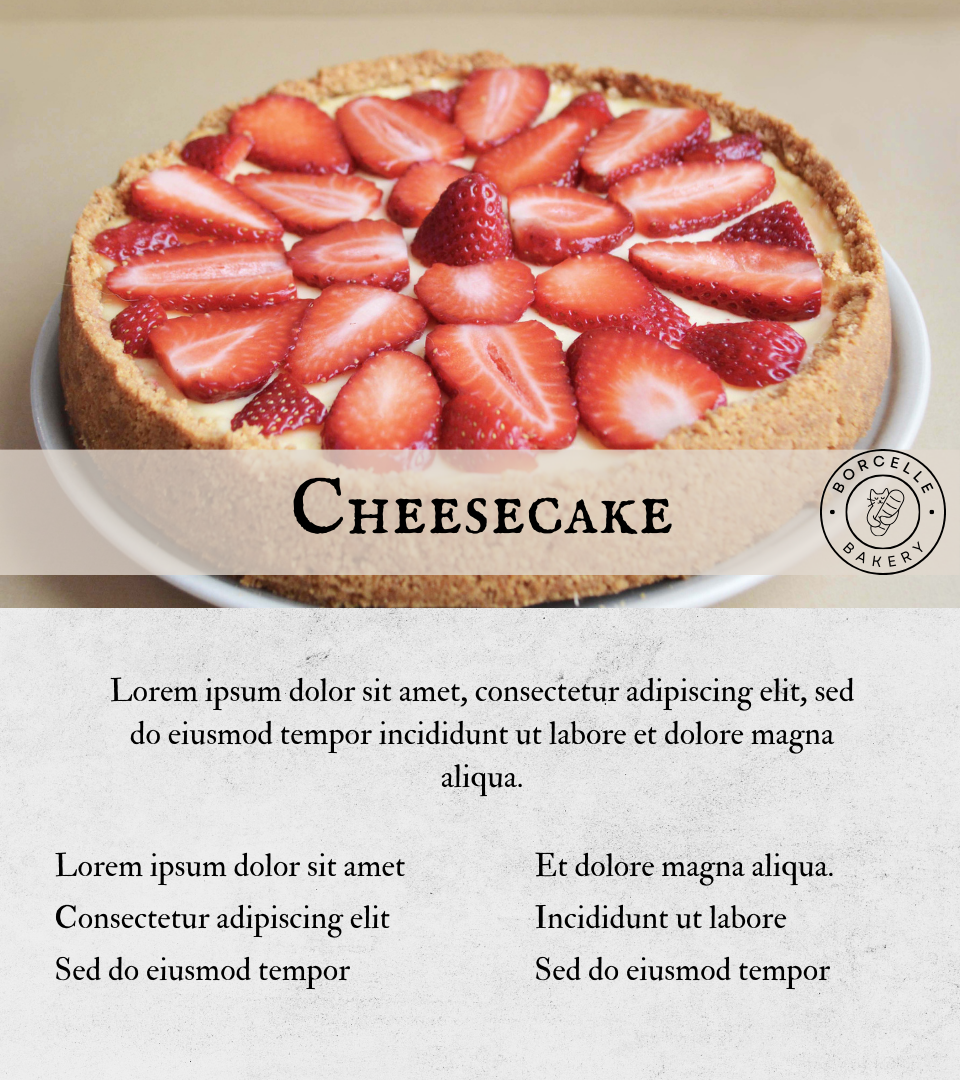 Cheesecake
BORCELLE
BAKERY
Lorem ipsum dolor sit amet, consectetur adipiscing elit, sed
do eiusmod tempor incididunt ut labore et dolore magna
aliqua.
Lorem ipsum dolor sit amet
Consectetur adipiscing elit
Sed do eiusmod tempor
Et dolore magna aliqua.
Incididunt ut labore
Sed do eiusmod tempor